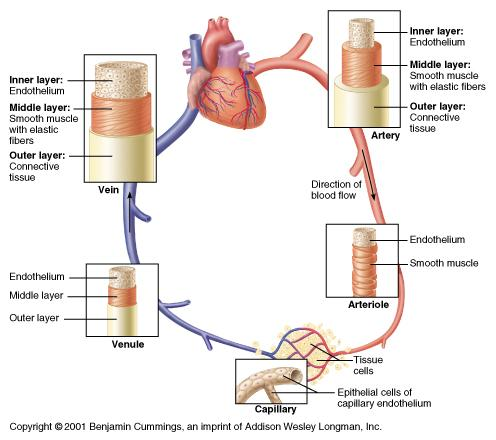 Inner layer:
Endothelium
Middle layer:
Smooth muscle
with elastic
fibers
Outer layer:
Connective
tissue
Vein
Inner layer:
Endothelium
Middle layer:
Smooth muscle
with elastic fibers
Outer layer:
Connective
tissue
Artery
Direction of
blood flow
Endothelium
Smooth muscle
Arteriole
Endothelium
Middle layer
Outer layer
Venule
Tissue
cells
Epithelial cells of
capillary endothelium
Capillary
Copyright © 2001 Benjamin Cummings, an imprint of Addison Wesley Longman, Inc.